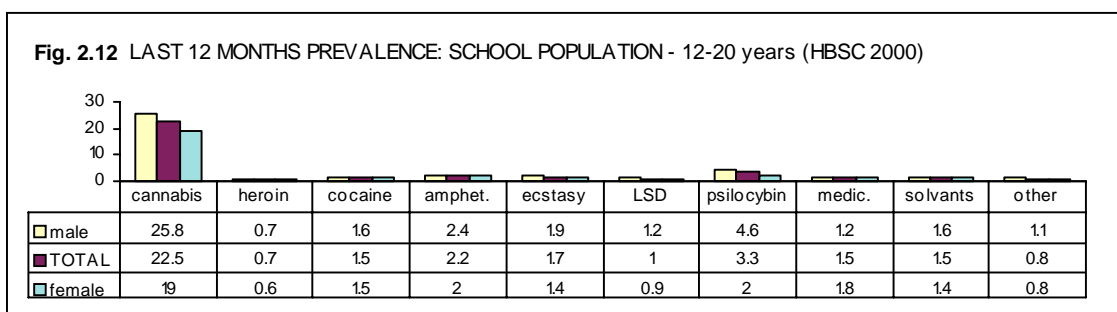 Fig. 2.12 LAST 12 MONTHS PREVALENCE: SCHOOL POPULATION - 12-20 years (HBSC 2000)
30
20
10
0
cannabis heroin cocaine amphet. ecstasy LSD psilocybin medic. solvants other
male 25.8 0.7 1.6 2.4 1.9 1.2 4.6 1.2 1.6 1.1
TOTAL 22.5 0.7 1.5 2.2 1.7 1 3.3 1.5 1.5 0.8
female 19 0.6 1.5 2 1.4 0.9 2 1.8 1.4 0.8